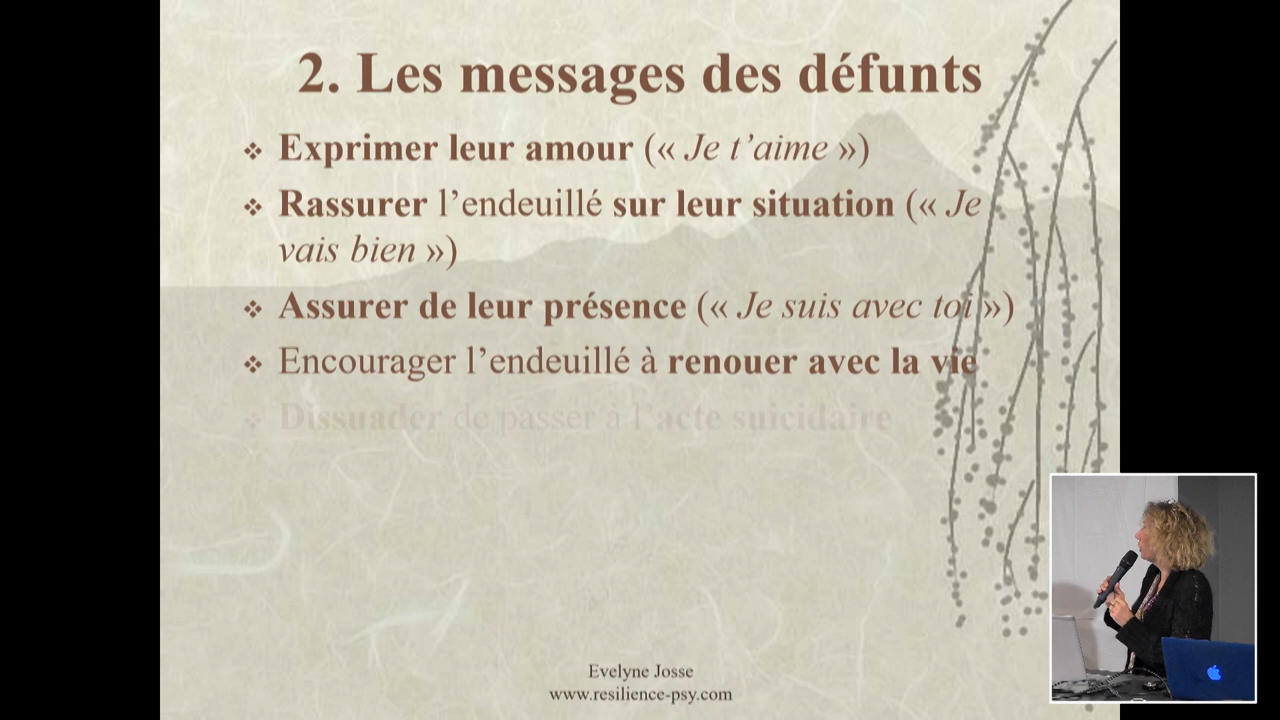 2. Les messages des défunts
❖ Exprimer leur amour (« Je t’aime »)
❖ Rassurer l’endeuillé sur leur situation (« Je
vais bien »)
❖ Assurer de leur présence (« Je suis avec toi »)
❖ Encourager l’endeuillé à renouer avec la vie
❖ Dissuader de passer à l’acte suicidaire
Evelyne Josse
www.resilience-psy.com